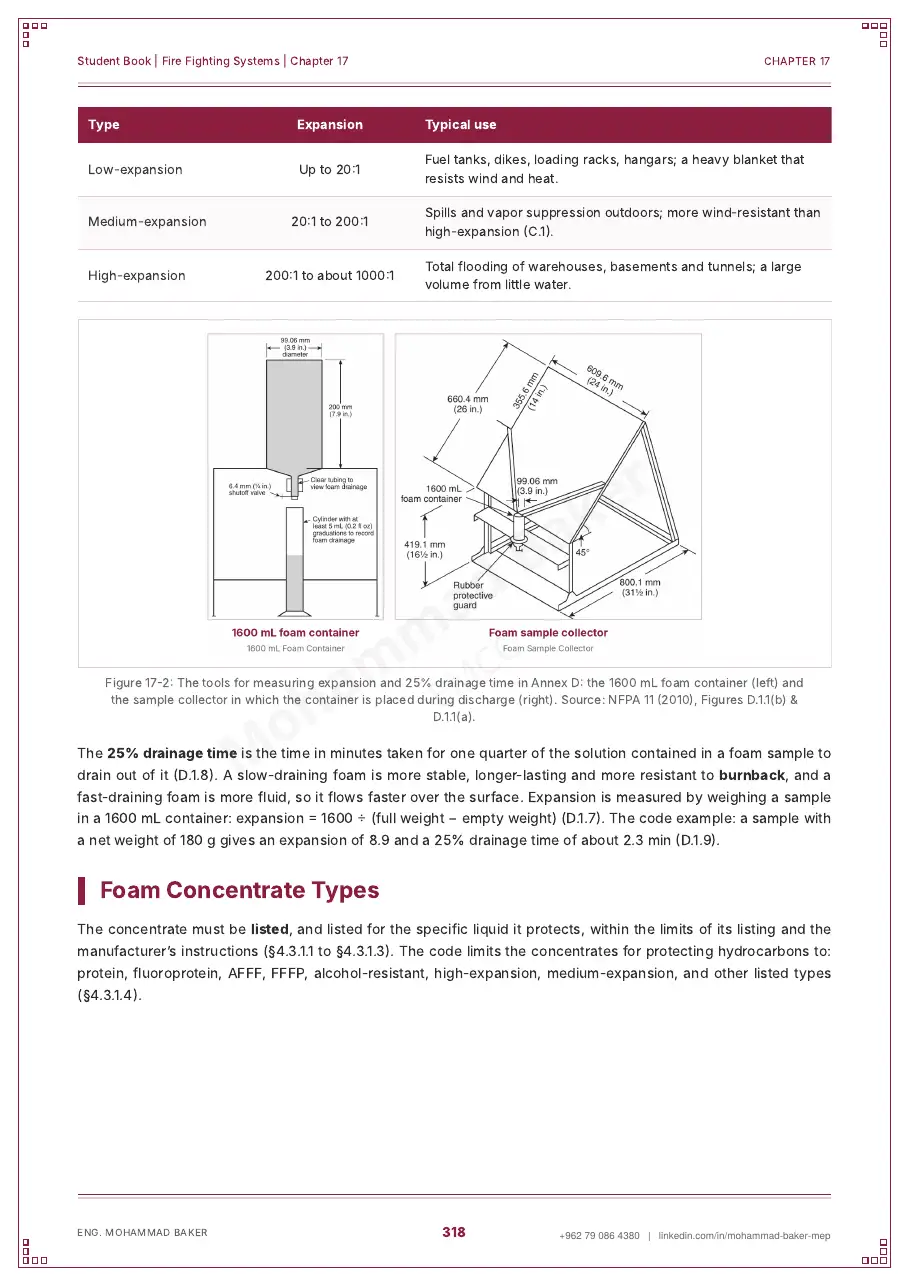 Student Book | Fire Fighting Systems | Chapter 17
CHAPTER 17
Type Expansion Typical use
Low-expansion Up to 20:1 Fuel tanks, dikes, loading racks, hangars; a heavy blanket that
resists wind and heat.
Medium-expansion 20:1 to 200:1 Spills and vapor suppression outdoors; more wind-resistant than
high-expansion (C.1).
High-expansion 200:1 to about 1000:1 Total flooding of warehouses, basements and tunnels; a large
volume from little water.
99.06 mm
(3.9 in.)
diameter
200 mm
(7.9 in.)
Clear tubing to
view foam drainage
6.4 mm (¼ in.)
shutoff valve
Cylinder with at
least 5 mL (0.2 fl oz)
graduations to record
foam drainage
1600 mL foam container
1600 mL Foam Container
609.6 mm
(24 in.)
355.6 mm
(14 in.)
660.4 mm
(26 in.)
99.06 mm
(3.9 in.)
1600 mL
foam container
419.1 mm
(16½ in.)
45°
Rubber
protective
guard
800.1 mm
(31½ in.)
Foam sample collector
Foam Sample Collector
Figure 17-2: The tools for measuring expansion and 25% drainage time in Annex D: the 1600 mL foam container (left) and
the sample collector in which the container is placed during discharge (right). Source: NFPA 11 (2010), Figures D.1.1(b) &
D.1.1(a).
The 25% drainage time is the time in minutes taken for one quarter of the solution contained in a foam sample to
drain out of it (D.1.8). A slow-draining foam is more stable, longer-lasting and more resistant to burnback, and a
fast-draining foam is more fluid, so it flows faster over the surface. Expansion is measured by weighing a sample
in a 1600 mL container: expansion = 1600 ÷ (full weight − empty weight) (D.1.7). The code example: a sample with
a net weight of 180 g gives an expansion of 8.9 and a 25% drainage time of about 2.3 min (D.1.9).
Foam Concentrate Types
The concentrate must be listed, and listed for the specific liquid it protects, within the limits of its listing and the
manufacturer's instructions (§4.3.1.1 to §4.3.1.3). The code limits the concentrates for protecting hydrocarbons to:
protein, fluoroprotein, AFFF, FFFP, alcohol-resistant, high-expansion, medium-expansion, and other listed types
(§4.3.1.4).
ENG. MOHAMMAD BAKER
318
+962 79 086 4380 | linkedin.com/in/mohammad-baker-mep